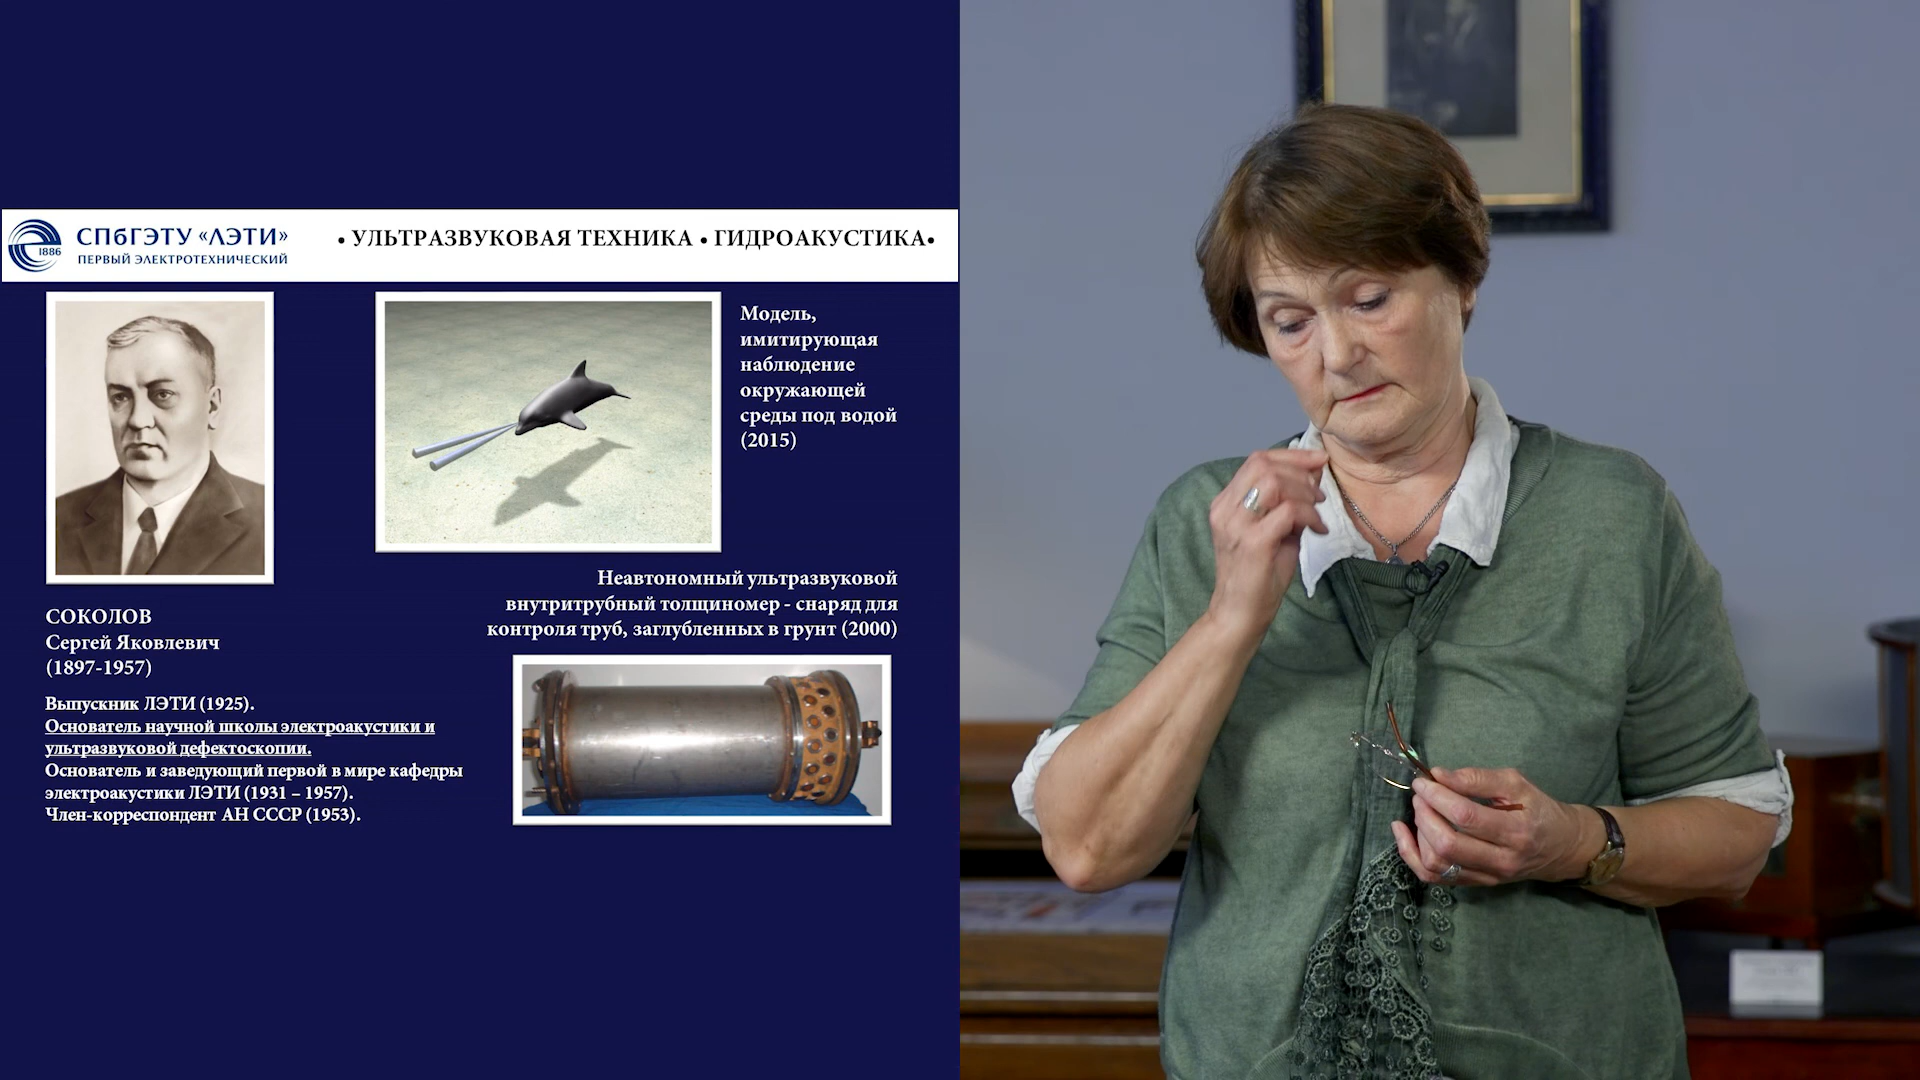 СПбГЭТУ «ЛЭТИ»
ПЕРВЫЙ ЭЛЕКТРОТЕХНИЧЕСКИЙ
1886
• УЛЬТРАЗВУКОВАЯ ТЕХНИКА • ГИДРОАКУСТИКА•
Модель,
имитирующая
наблюдение
окружающей
среды под водой
(2015)
Неавтономный ультразвуковой
внутритрубный толщиномер - снаряд для
контроля труб, заглубленных в грунт (2000)
СОКОЛОВ
Сергей Яковлевич
(1897-1957)
Выпускник ЛЭТИ (1925).
Основатель научной школы электроакустики и
ультразвуковой дефектоскопии.
Основатель и заведующий первой в мире кафедры
электроакустики ЛЭТИ (1931 – 1957).
Член-корреспондент АН СССР (1953).